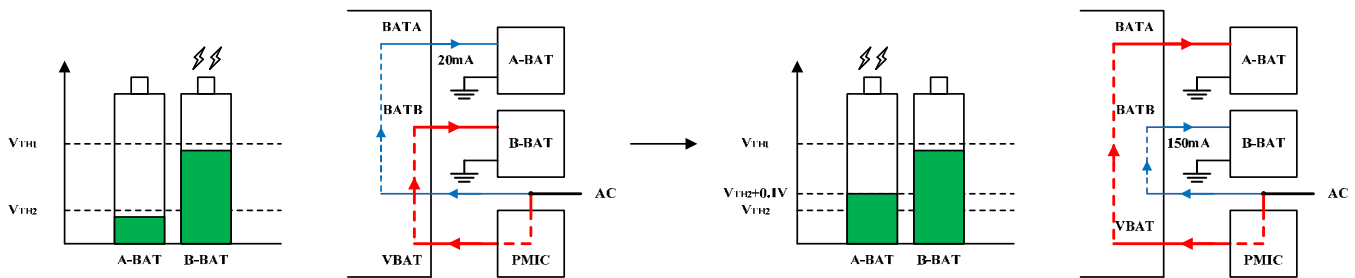 VTH1
VTH2
A-BAT B-BAT
BATA
20mA
A-BAT
BATB
B-BAT
AC
VBAT
PMIC
VTH1
VTH2+0.1V
VTH2
A-BAT B-BAT
BATA
A-BAT
BATB
150mA
B-BAT
AC
VBAT
PMIC